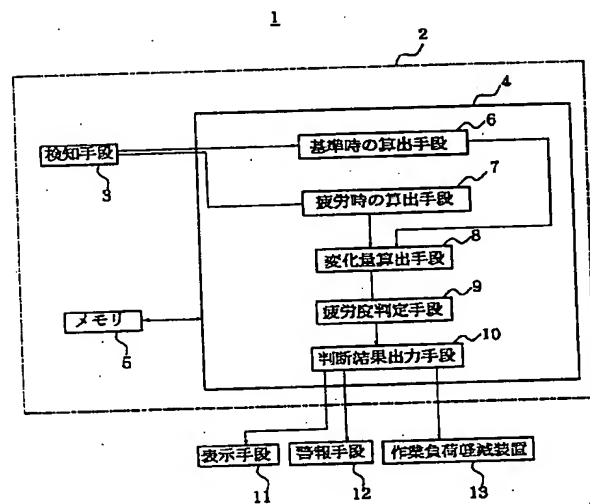 1
2
4
6
基準時の算出手段
検知手段
3
7
疲労時の算出手段
8
変化量算出手段
9
疲労度判定手段
メモリ
5
10
判断結果出力手段
表示手段
11
警報手段
12
作業負荷軽減装置
13